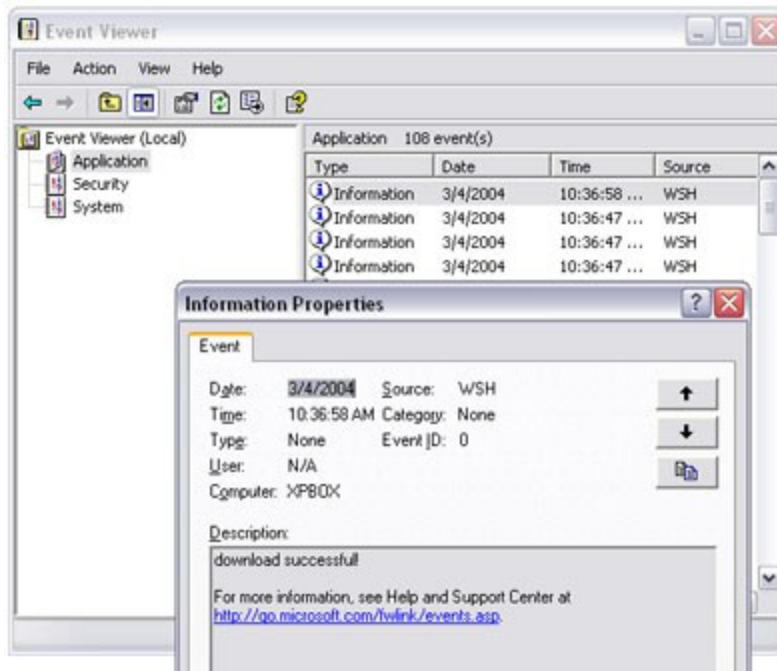 Event Viewer
File Action View Help
Event Viewer (Local)
Application
Security
System
Application 108 event(s)
Type Date Time Source
Information 3/4/2004 10:36:58 ... WSH
Information 3/4/2004 10:36:47 ... WSH
Information 3/4/2004 10:36:47 ... WSH
Information 3/4/2004 10:36:47 ... WSH
Information Properties
Event
Date: 3/4/2004 Source: WSH
Time: 10:36:58 AM Category: None
Type: None Event ID: 0
User: N/A
Computer: XPBOX
Description:
download successful!
For more information, see Help and Support Center at
http://go.microsoft.com/fwlink/events.asp.